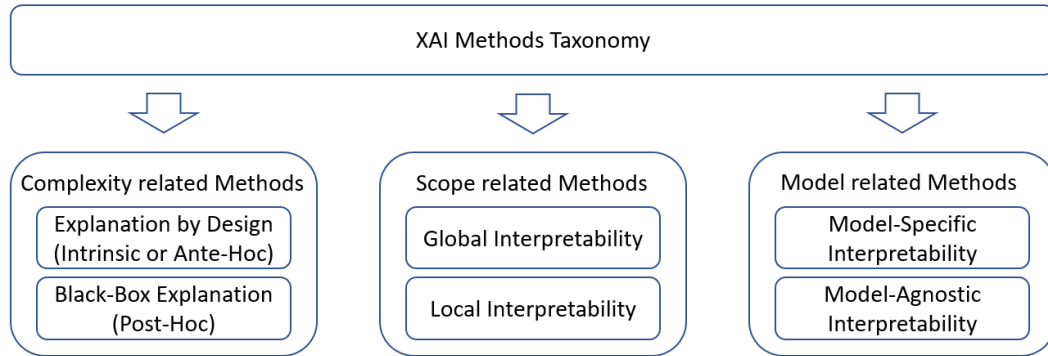 XAI Methods Taxonomy
Complexity related Methods
Explanation by Design
(Intrinsic or Ante-Hoc)
Black-Box Explanation
(Post-Hoc)
Scope related Methods
Global Interpretability
Local Interpretability
Model related Methods
Model-Specific
Interpretability
Model-Agnostic
Interpretability